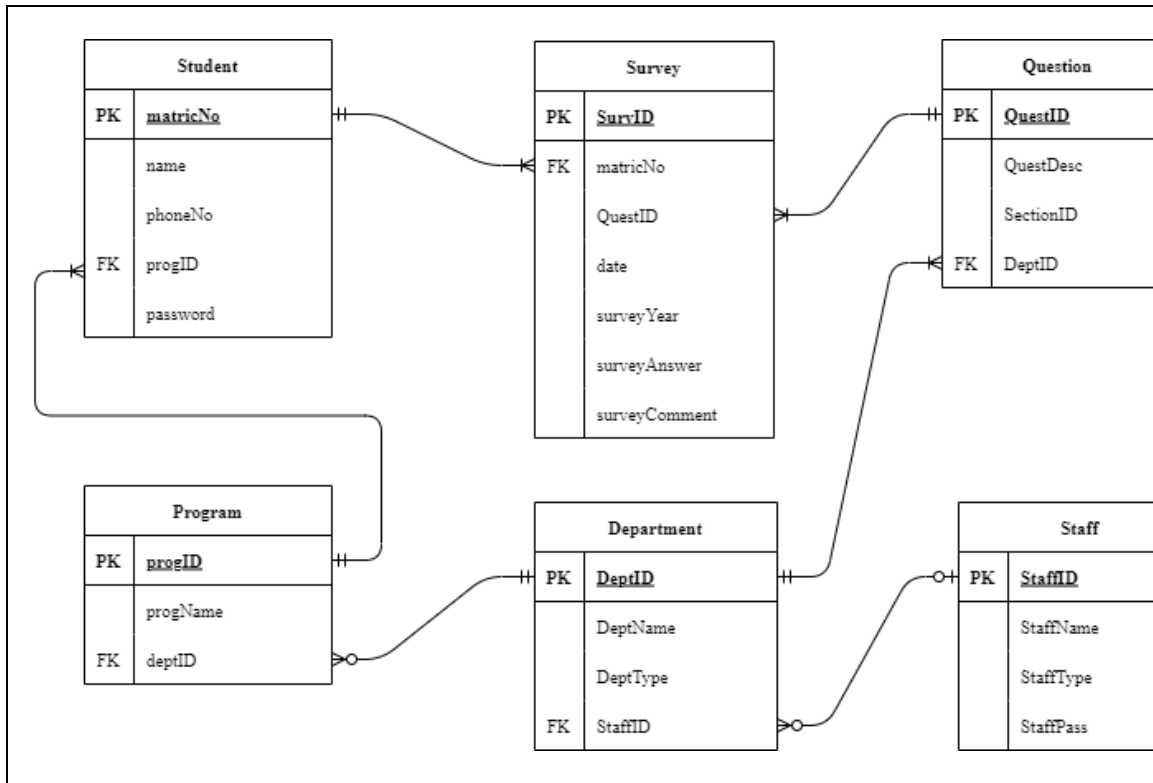 Student
PK matricNo
name
phoneNo
FK progID
password
Survey
PK SurvID
FK matricNo
QuestID
date
surveyYear
surveyAnswer
surveyComment
Question
PK QuestID
QuestDesc
SectionID
FK DeptID
Program
PK progID
progName
FK deptID
Department
PK DeptID
DeptName
DeptType
FK StaffID
Staff
PK StaffID
StaffName
StaffType
StaffPass